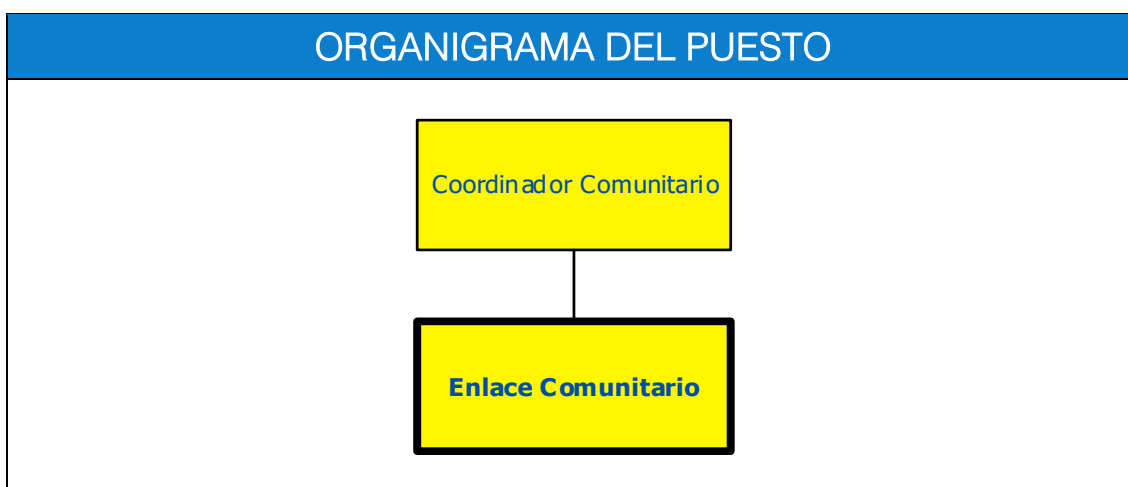 ORGANIGRAMA DEL PUESTO
Coordinador Comunitario
Enlace Comunitario